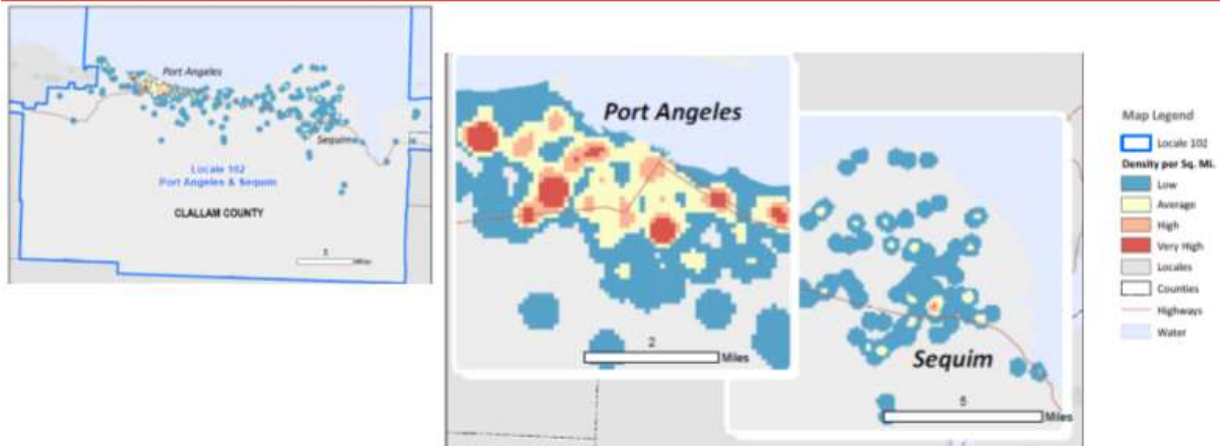 Port Angeles
Sequim
Locale 102
Port Angeles & Sequim
CLALLAM COUNTY
Miles
Port Angeles
2
Miles
Sequim
5
Miles
Map Legend
Locale 102
Density per Sq. Mi.
Low
Average
High
Very High
Locales
Counties
Highways
Water